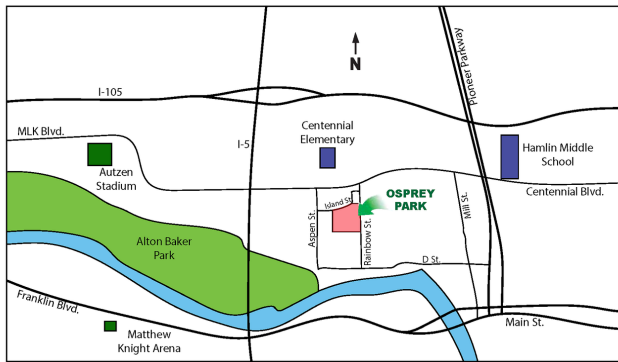 N
Pioneer Parkway
I-105
MLK Blvd.
I-5
Centennial
Elementary
Hamlin Middle
School
Autzen
Stadium
Centennial Blvd.
Island St.
OSPREY
PARK
Mill St.
Aspen St.
Rainbow St.
Alton Baker
Park
D St.
Franklin Blvd.
Main St.
Matthew
Knight Arena